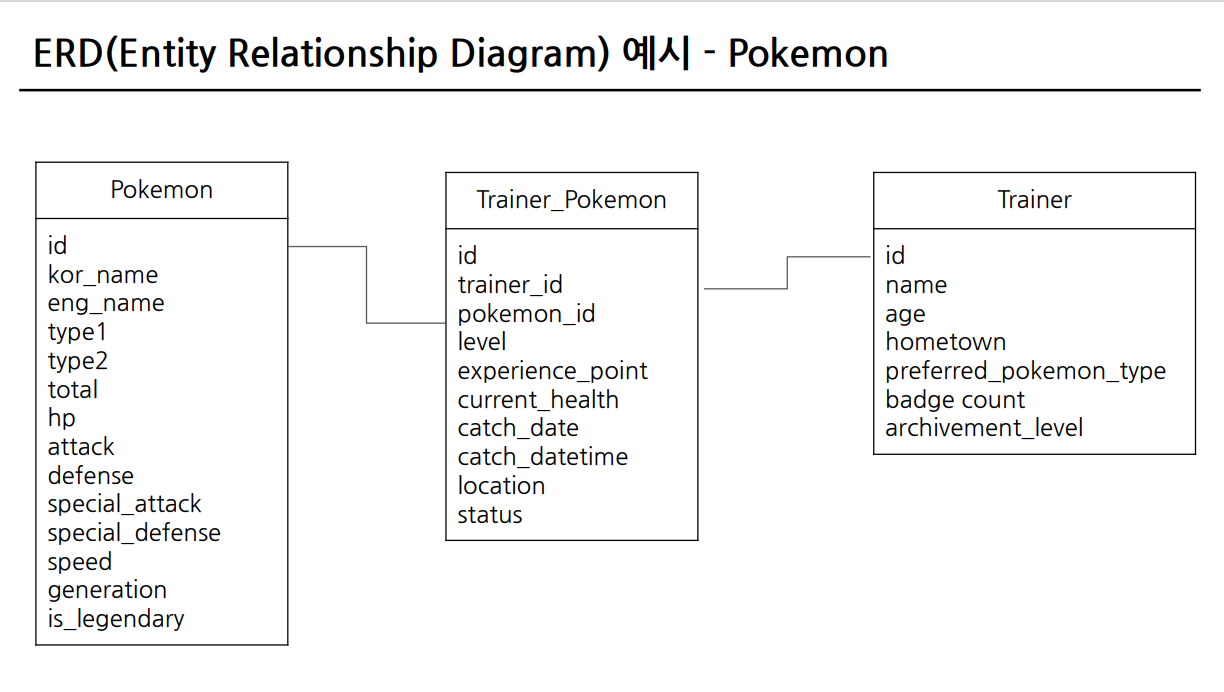 ERD(Entity Relationship Diagram) 예시 - Pokemon
Pokemon
id
kor_name
eng_name
type1
type2
total
hp
attack
defense
special_attack
special_defense
speed
generation
is_legendary
Trainer_Pokemon
id
trainer_id
pokemon_id
level
experience_point
current_health
catch_date
catch_datetime
location
status
Trainer
id
name
age
hometown
preferred_pokemon_type
badge count
archivement_level